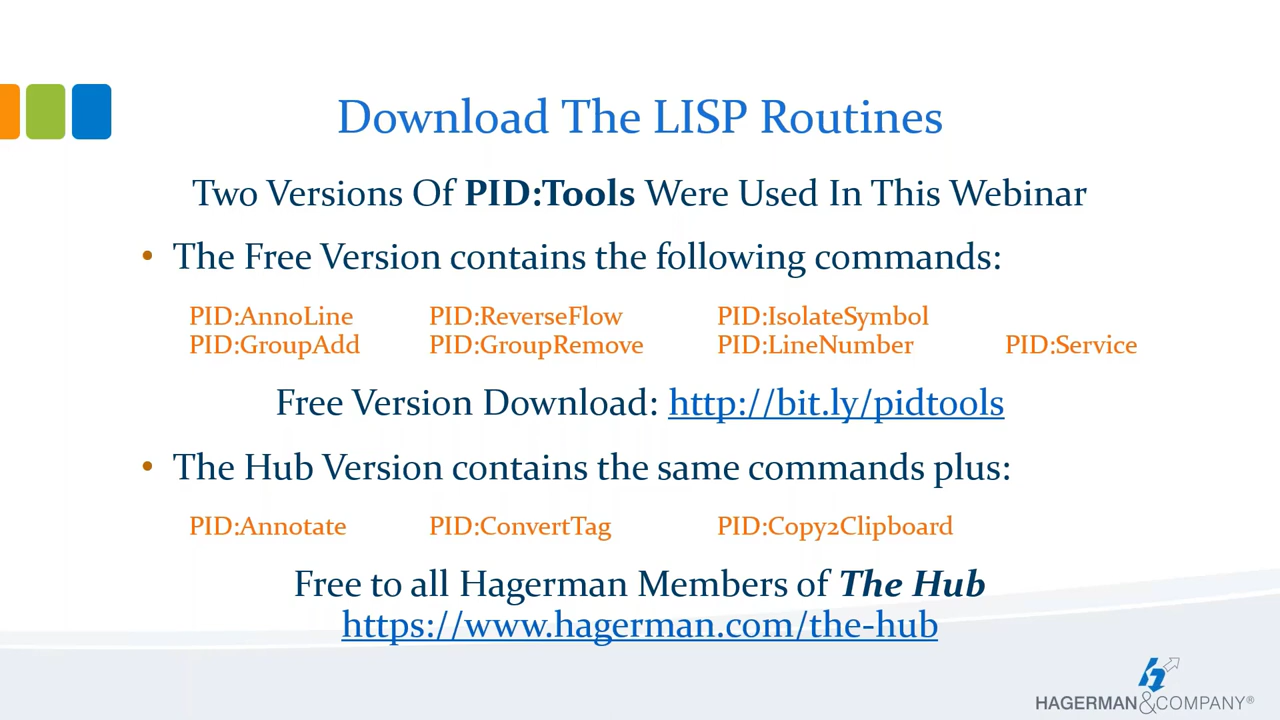 Download The LISP Routines
Two Versions Of PID:Tools Were Used In This Webinar
• The Free Version contains the following commands:
PID:AnnoLine PID:ReverseFlow PID:IsolateSymbol
PID:GroupAdd PID:GroupRemove PID:LineNumber PID:Service
Free Version Download: http://bit.ly/pidtools
• The Hub Version contains the same commands plus:
PID:Annotate PID:ConvertTag PID:Copy2Clipboard
Free to all Hagerman Members of The Hub
https://www.hagerman.com/the-hub
HAGERMAN&COMPANY®